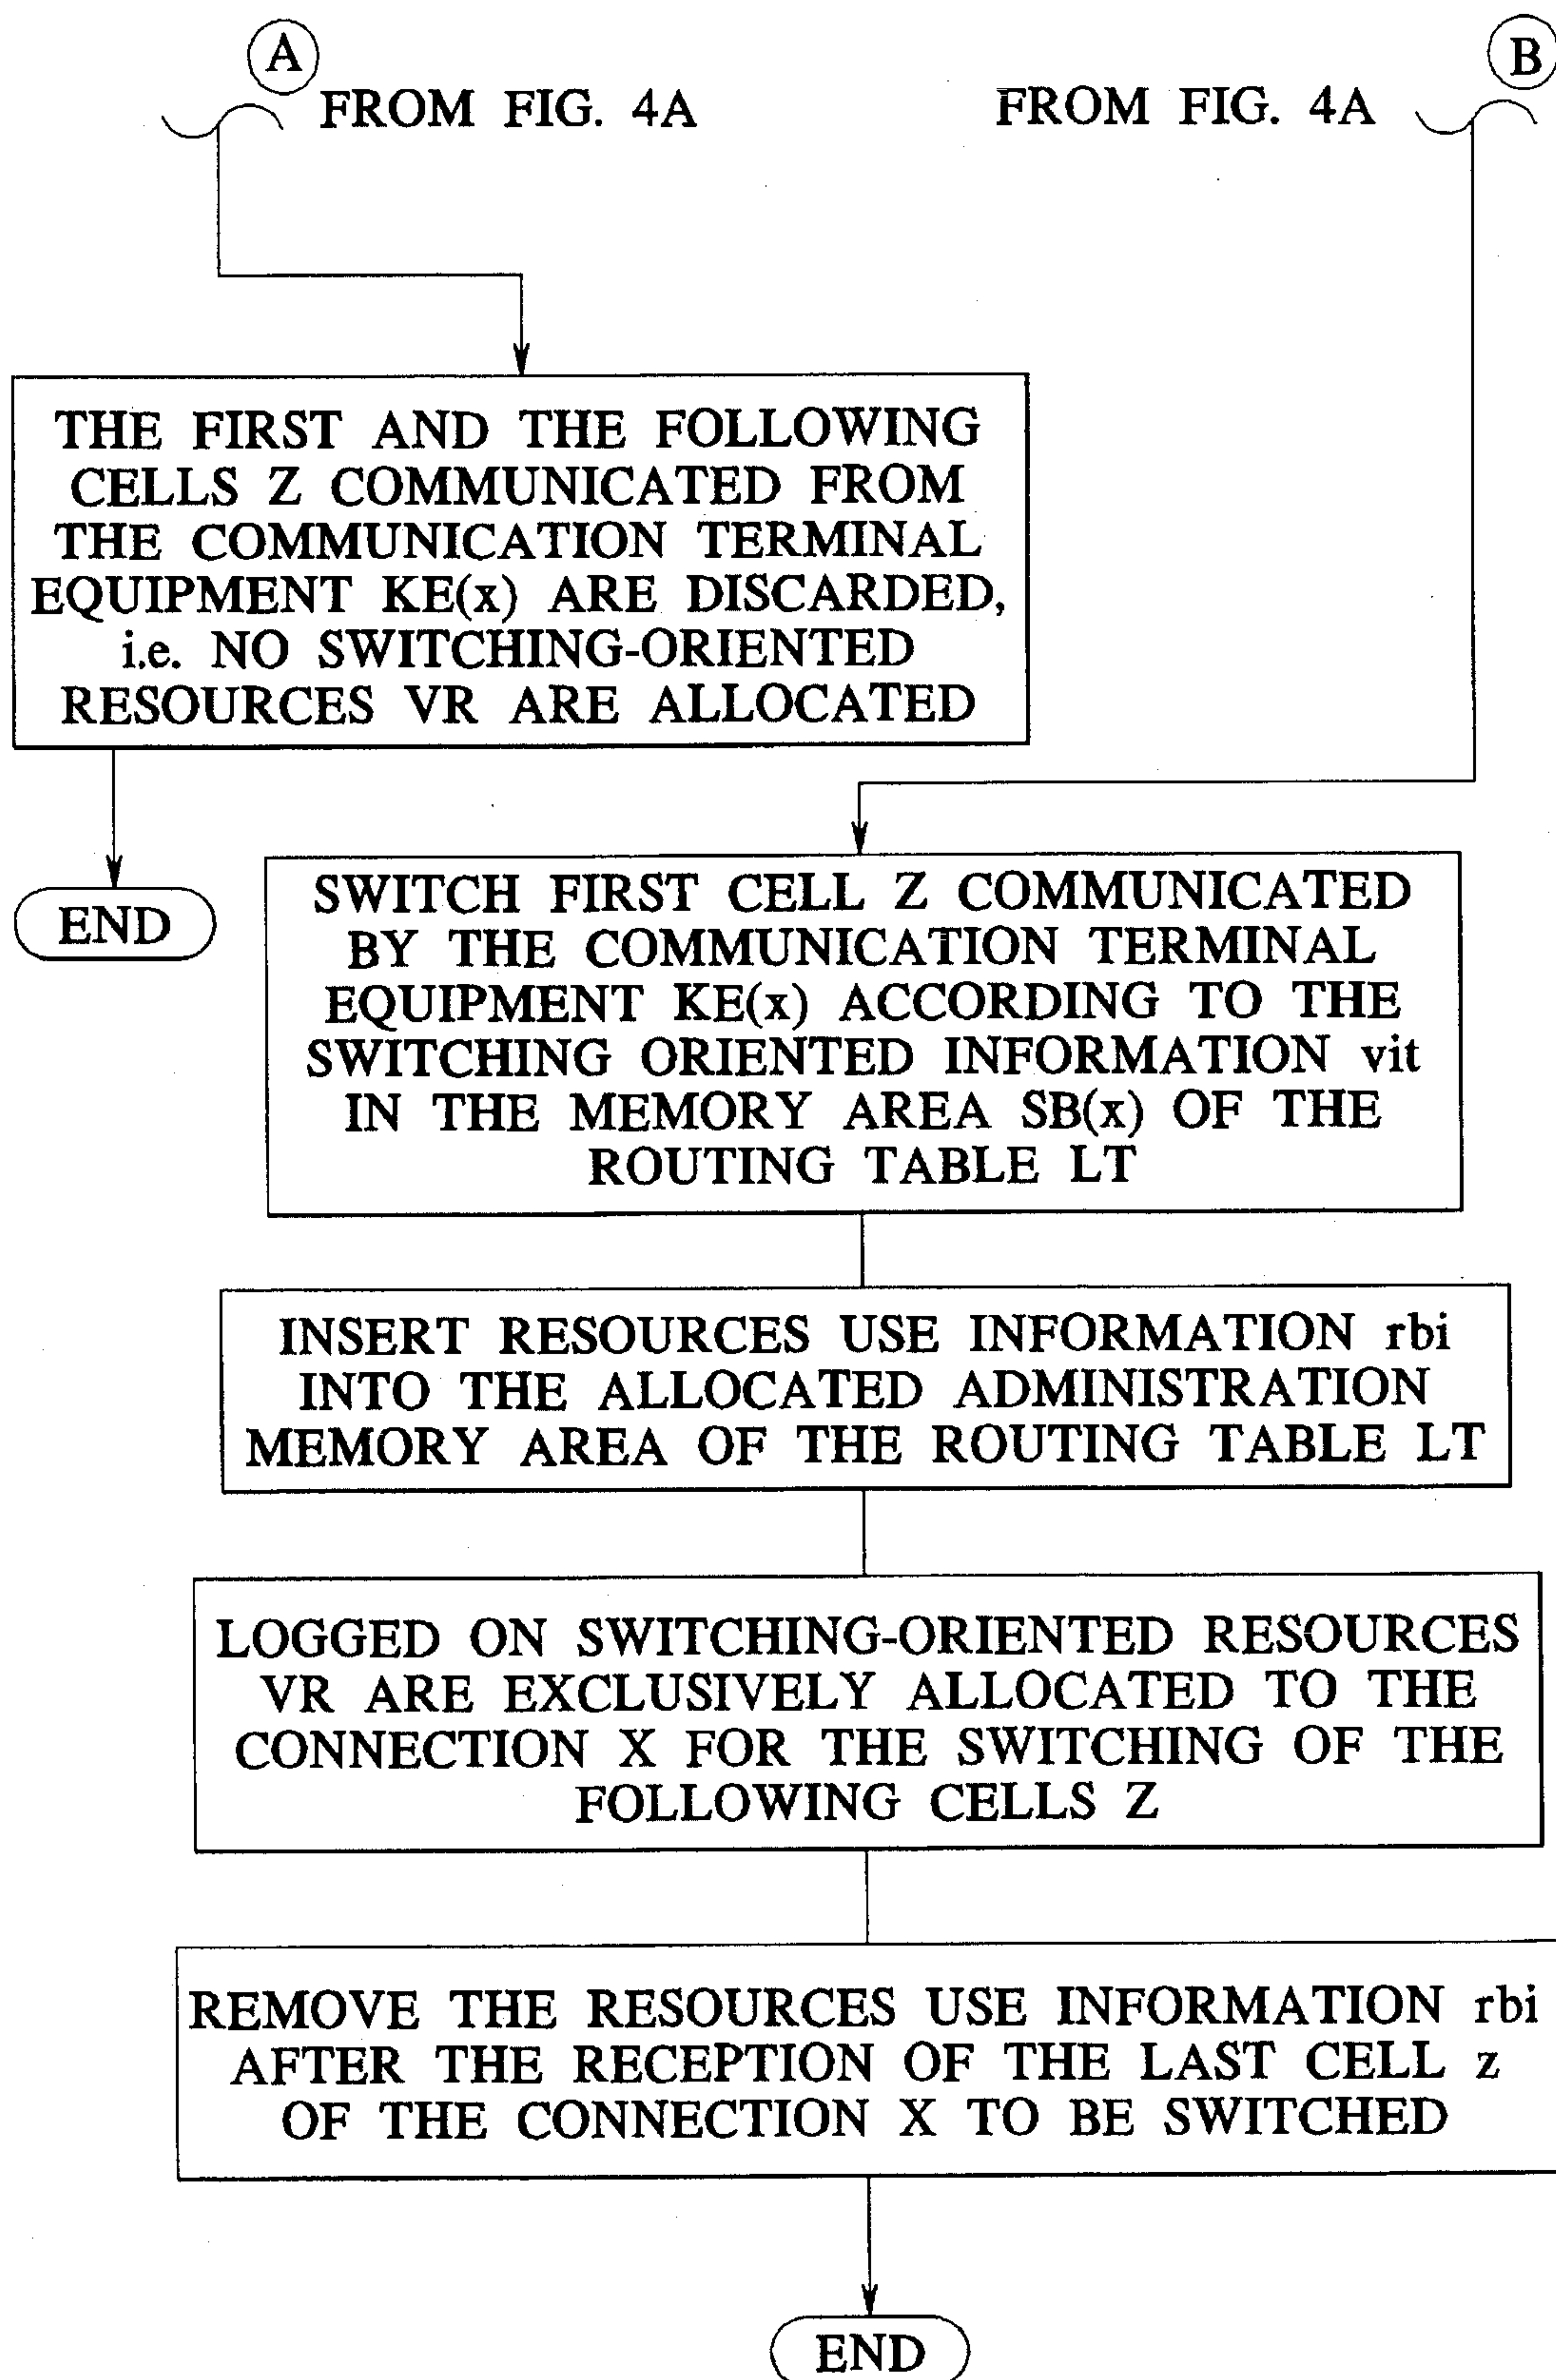 A
FROM FIG. 4A
FROM FIG. 4A
B
THE FIRST AND THE FOLLOWING
CELLS Z COMMUNICATED FROM
THE COMMUNICATION TERMINAL
EQUIPMENT KE(x) ARE DISCARDED,
i.e. NO SWITCHING-ORIENTED
RESOURCES VR ARE ALLOCATED
END
SWITCH FIRST CELL Z COMMUNICATED
BY THE COMMUNICATION TERMINAL
EQUIPMENT KE(x) ACCORDING TO THE
SWITCHING ORIENTED INFORMATION vit
IN THE MEMORY AREA SB(x) OF THE
ROUTING TABLE LT
INSERT RESOURCES USE INFORMATION rbi
INTO THE ALLOCATED ADMINISTRATION
MEMORY AREA OF THE ROUTING TABLE LT
LOGGED ON SWITCHING-ORIENTED RESOURCES
VR ARE EXCLUSIVELY ALLOCATED TO THE
CONNECTION X FOR THE SWITCHING OF THE
FOLLOWING CELLS Z
REMOVE THE RESOURCES USE INFORMATION rbi
AFTER THE RECEPTION OF THE LAST CELL z
OF THE CONNECTION X TO BE SWITCHED
END